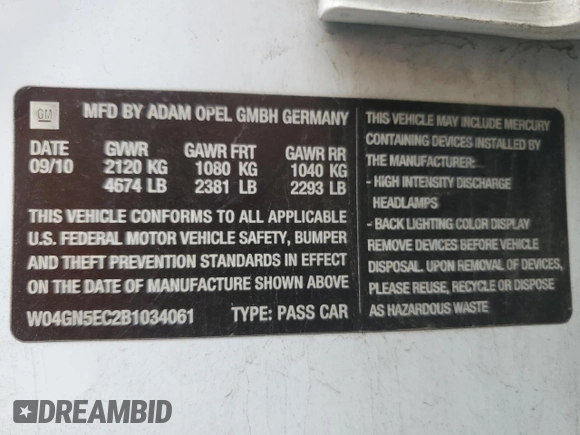 GM
MFD BY ADAM OPEL GMBH GERMANY
DATE GVWR GAWR FRT GAWR RR
09/10 2120 KG 1080 KG 1040 KG
4674 LB 2381 LB 2293 LB
THIS VEHICLE CONFORMS TO ALL APPLICABLE
U.S. FEDERAL MOTOR VEHICLE SAFETY, BUMPER
AND THEFT PREVENTION STANDARDS IN EFFECT
ON THE DATE OF MANUFACTURE SHOWN ABOVE
W04GN5EC2B1034061 TYPE: PASS CAR
THIS VEHICLE MAY INCLUDE MERCURY
CONTAINING DEVICES INSTALLED BY
THE MANUFACTURER:
- HIGH INTENSITY DISCHARGE
HEADLAMPS
- BACK LIGHTING COLOR DISPLAY
REMOVE DEVICES BEFORE VEHICLE
DISPOSAL. UPON REMOVAL OF DEVICES,
PLEASE REUSE, RECYCLE OR DISPOSE
AS HAZARDOUS WASTE
DREAMBID